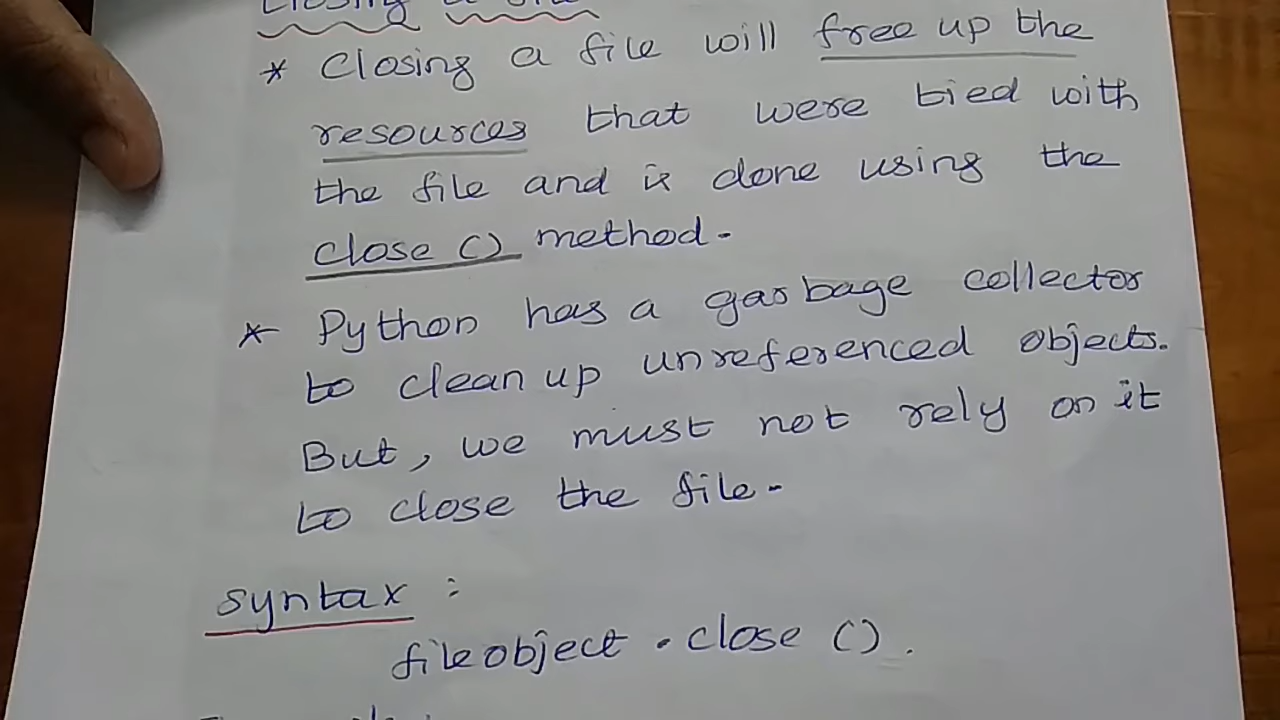 closing a file
* closing a file will free up the
resources that were tied with
the file and is done using the
close () method.
* Python has a garbage collector
to clean up unreferenced objects.
But, we must not rely on it
to close the file.
syntax :
fileobject . close ().